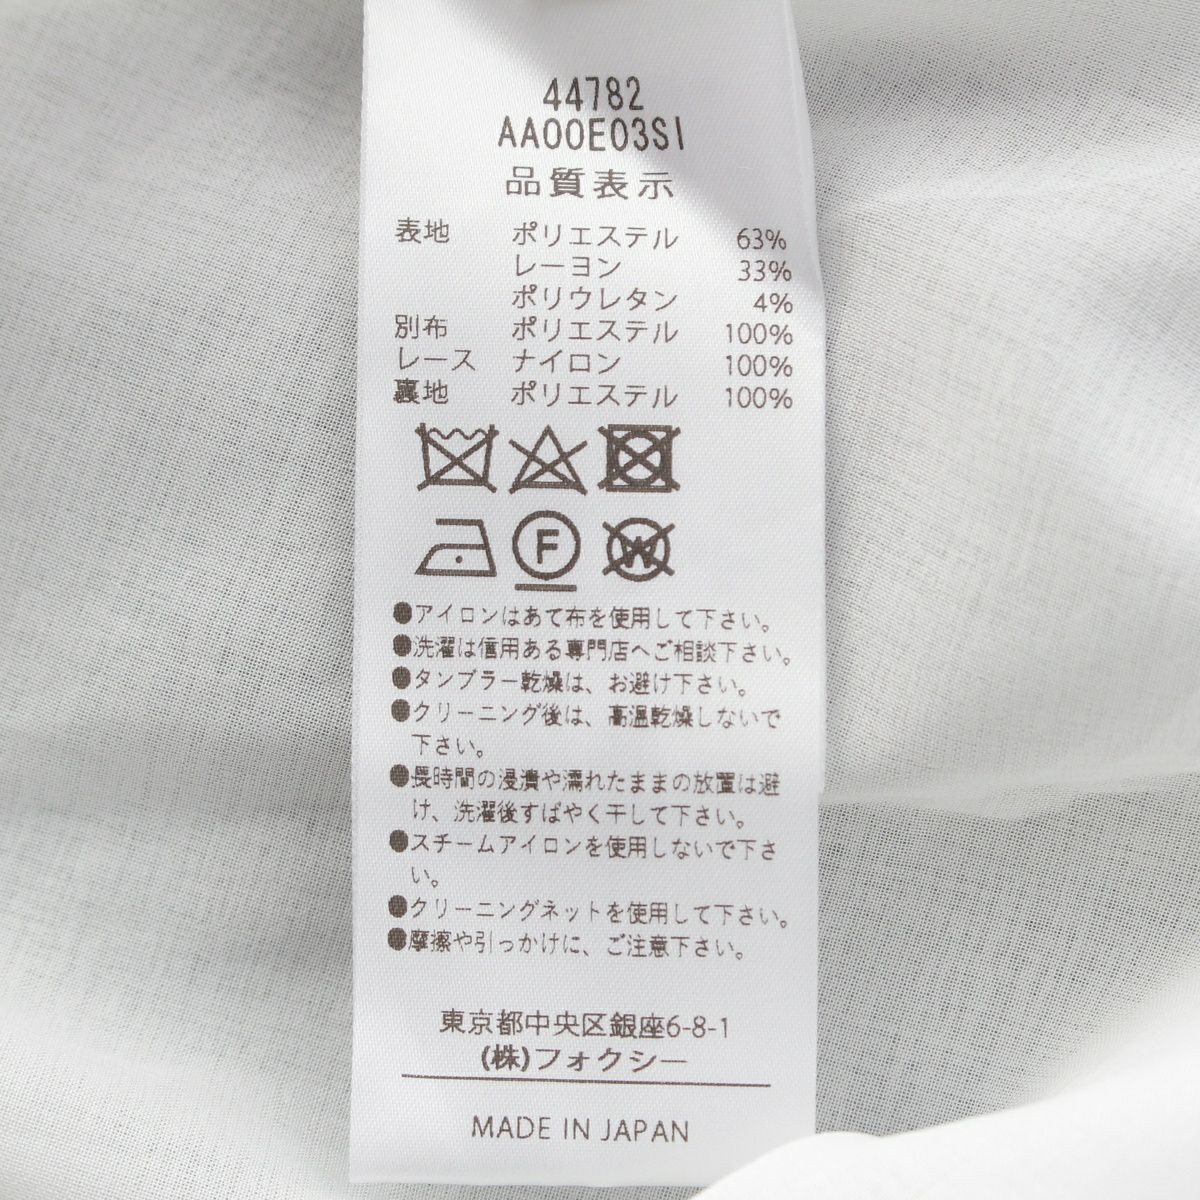 44782
AA00E03SI
品質表示
表地 ポリエステル 63%
レーヨン 33%
ポリウレタン 4%
別布 ポリエステル 100%
レース ナイロン 100%
裏地 ポリエステル 100%
F W
●アイロンはあて布を使用して下さい。
●洗濯は信用ある専門店へご相談下さい。
●タンブラー乾燥は、お避け下さい。
●クリーニング後は、高温乾燥しないで
下さい。
●長時間の浸漬や濡れたままの放置は避
け、洗濯後すばやく干して下さい。
●スチームアイロンを使用しないで下さ
い。
●クリーニングネットを使用して下さい。
●摩擦や引っかけに、ご注意下さい。
東京都中央区銀座6-8-1
(株)フォクシー
MADE IN JAPAN